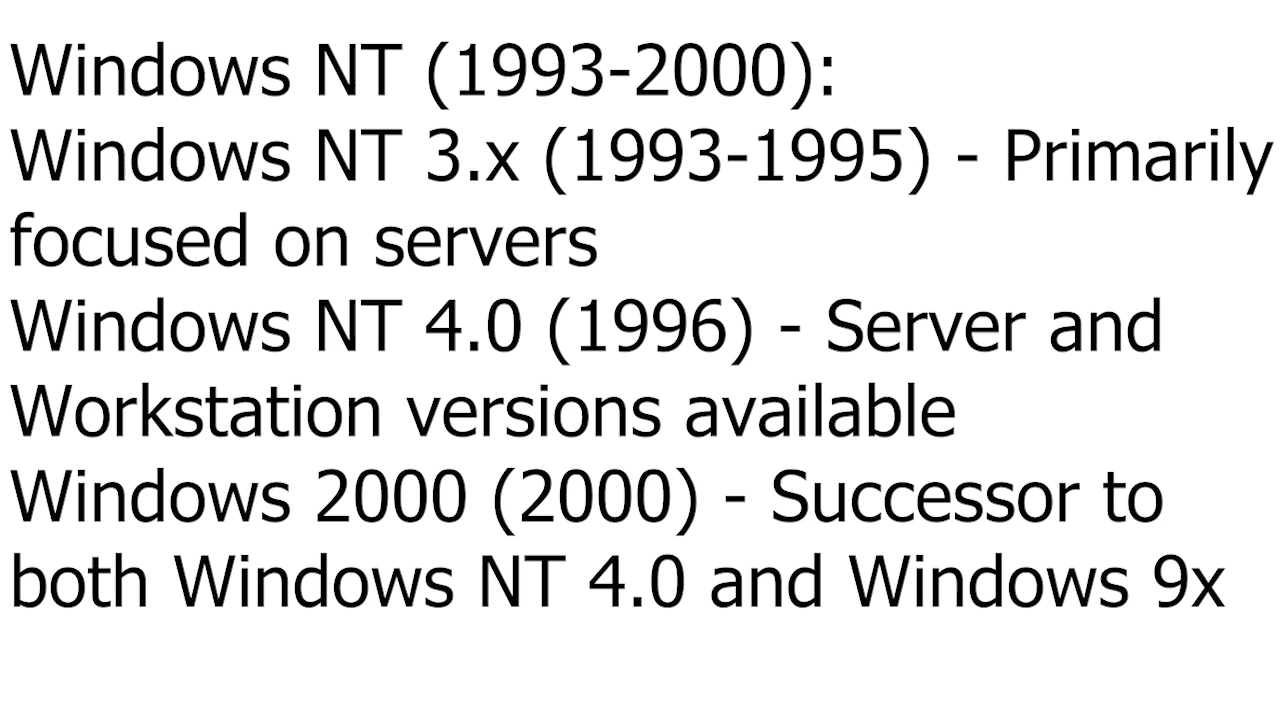 Windows NT (1993-2000):
Windows NT 3.x (1993-1995) - Primarily
focused on servers
Windows NT 4.0 (1996) - Server and
Workstation versions available
Windows 2000 (2000) - Successor to
both Windows NT 4.0 and Windows 9x